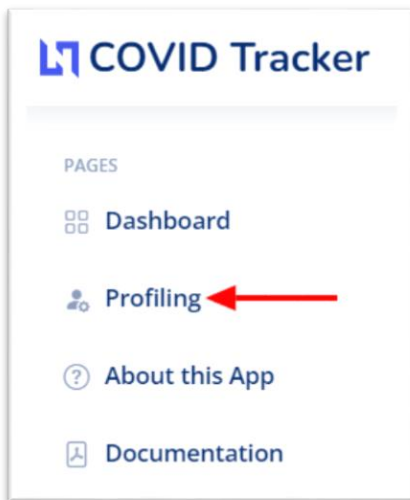 COVID Tracker
PAGES
Dashboard
Profiling
About this App
Documentation